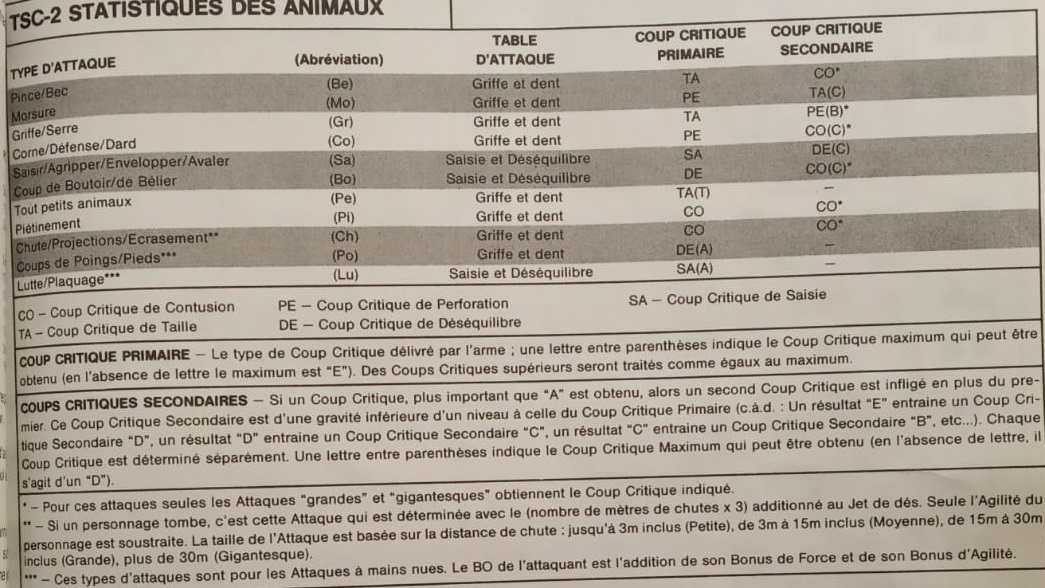 TSC-2 STATISTIQUES DES ANIMAUX
TYPE D'ATTAQUE (Abréviation) TABLE D'ATTAQUE COUP CRITIQUE PRIMAIRE COUP CRITIQUE SECONDAIRE
Pince/Bec (Be) Griffe et dent TA CO*
Morsure (Mo) Griffe et dent PE TA(C)
Griffe/Serre (Gr) Griffe et dent TA PE(B)*
Corne/Défense/Dard (Co) Griffe et dent PE CO(C)*
Saisir/Agripper/Envelopper/Avaler (Sa) Saisie et Déséquilibre SA DE(C)
Coup de Boutoir/de Bélier (Bo) Saisie et Déséquilibre DE CO(C)*
Tout petits animaux (Pe) Griffe et dent TA(T) –
Piétinement (Pi) Griffe et dent CO CO*
Chute/Projections/Ecrasement** (Ch) Griffe et dent CO CO*
Coups de Poings/Pieds*** (Po) Griffe et dent DE(A) –
Lutte/Plaquage*** (Lu) Saisie et Déséquilibre SA(A) –
CO – Coup Critique de Contusion PE – Coup Critique de Perforation SA – Coup Critique de Saisie
TA – Coup Critique de Taille DE – Coup Critique de Déséquilibre
COUP CRITIQUE PRIMAIRE – Le type de Coup Critique délivré par l'arme ; une lettre entre parenthèses indique le Coup Critique maximum qui peut être
obtenu (en l'absence de lettre le maximum est "E"). Des Coups Critiques supérieurs seront traités comme égaux au maximum.
COUPS CRITIQUES SECONDAIRES – Si un Coup Critique, plus important que "A" est obtenu, alors un second Coup Critique est infligé en plus du pre-
mier. Ce Coup Critique Secondaire est d'une gravité inférieure d'un niveau à celle du Coup Critique Primaire (c.à.d. : Un résultat "E" entraine un Coup Cri-
tique Secondaire "D", un résultat "D" entraine un Coup Critique Secondaire "C", un résultat "C" entraine un Coup Critique Secondaire "B", etc...). Chaque
Coup Critique est déterminé séparément. Une lettre entre parenthèses indique le Coup Critique Maximum qui peut être obtenu (en l'absence de lettre, il
s'agit d'un "D").
* – Pour ces attaques seules les Attaques "grandes" et "gigantesques" obtiennent le Coup Critique indiqué.
** – Si un personnage tombe, c'est cette Attaque qui est déterminée avec le (nombre de mètres de chutes x 3) additionné au Jet de dès. Seule l'Agilité du
personnage est soustraite. La taille de l'Attaque est basée sur la distance de chute : jusqu'à 3m inclus (Petite), de 3m à 15m inclus (Moyenne), de 15m à 30m
inclus (Grande), plus de 30m (Gigantesque).
*** – Ces types d'attaques sont pour les Attaques à mains nues. Le BO de l'attaquant est l'addition de son Bonus de Force et de son Bonus d'Agilité.